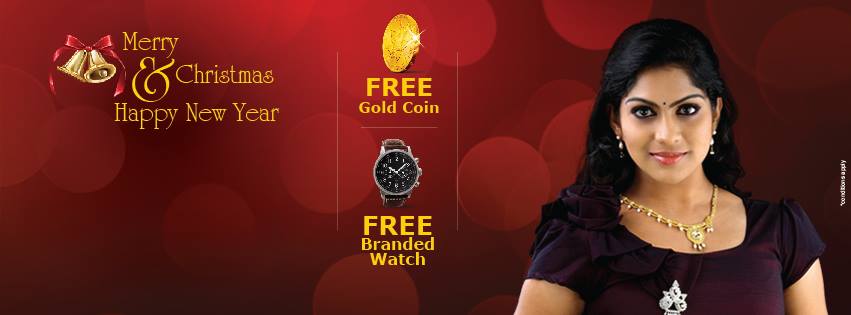 Merry
& Christmas
Happy New Year
FREE
Gold Coin
FREE
Branded
Watch
*conditions apply